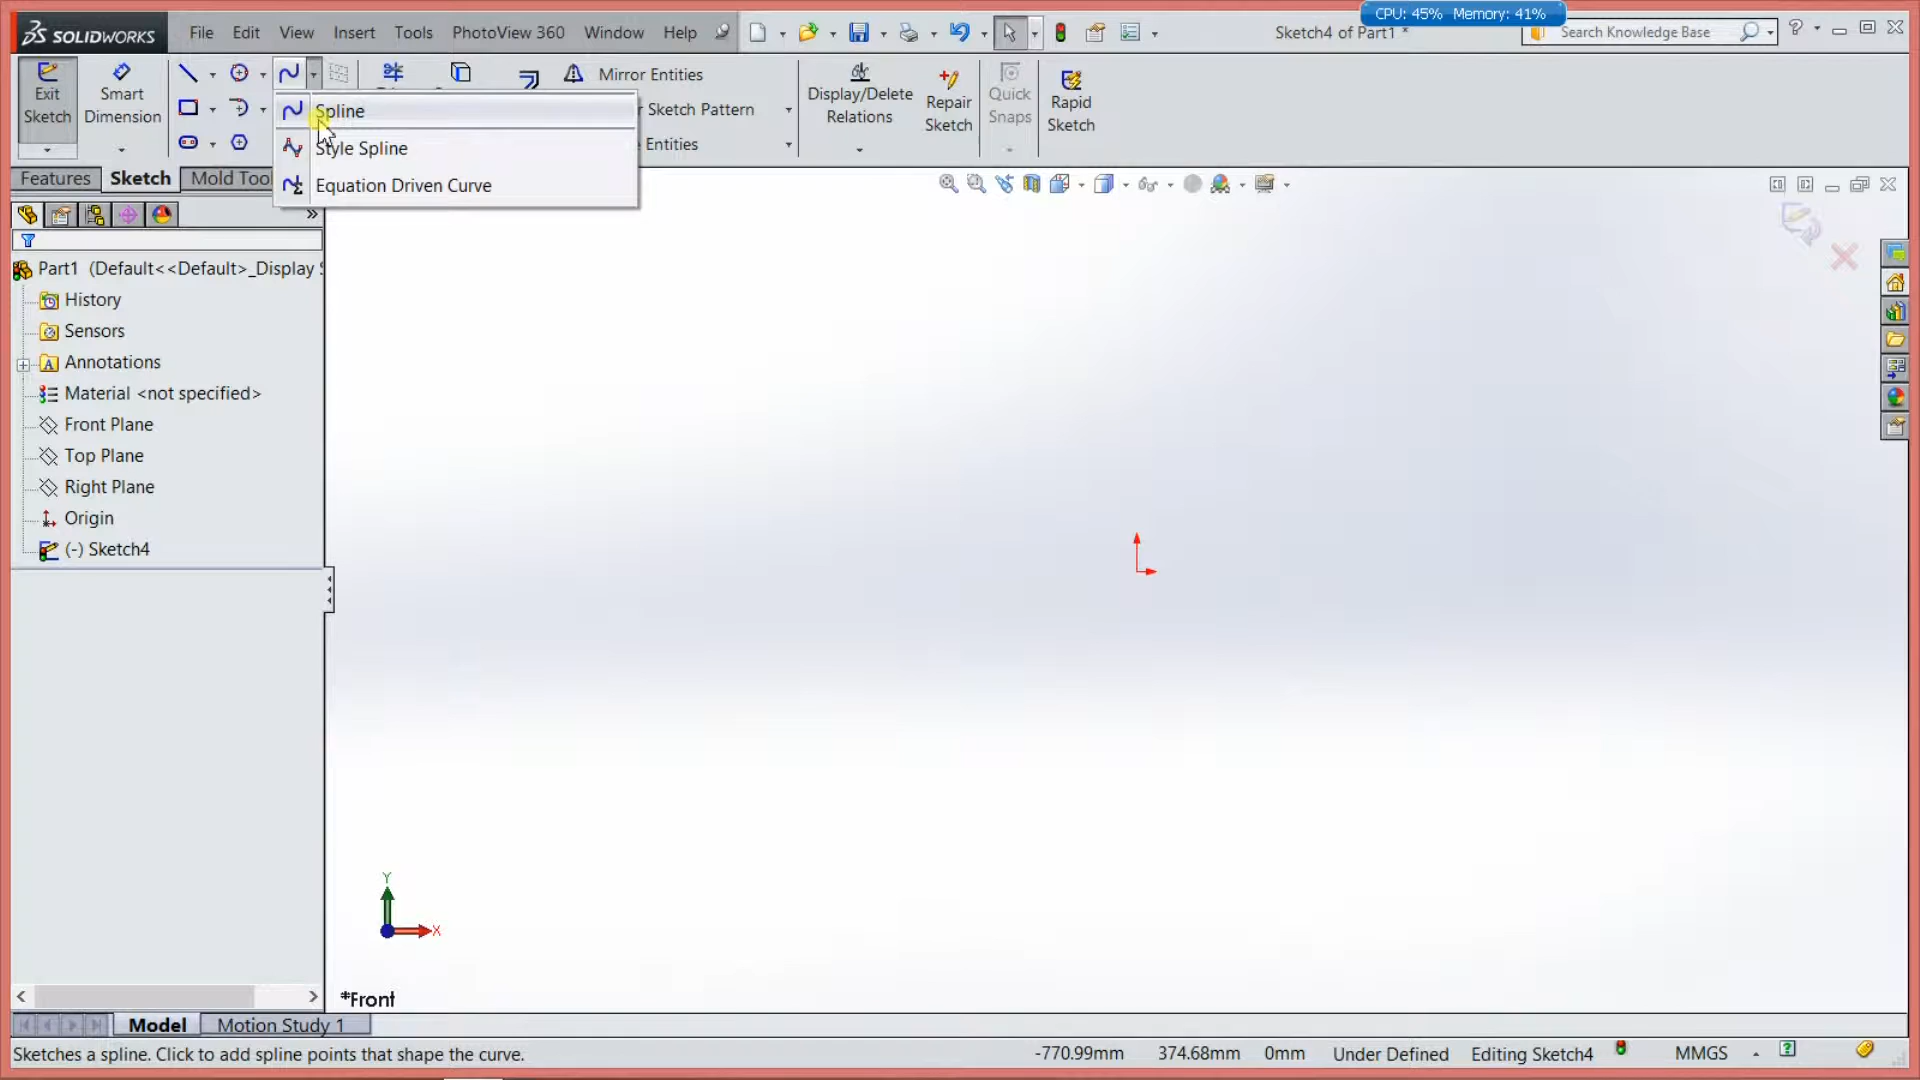 CPU: 45% Memory: 41%
SOLIDWORKS File Edit View Insert Tools PhotoView 360 Window Help Sketch4 of Part1 * Search Knowledge Base
Exit Sketch
Smart Dimension
Mirror Entities
Sketch Pattern
Entities
Display/Delete Relations
Repair Sketch
Quick Snaps
Rapid Sketch
Spline
Style Spline
Equation Driven Curve
Features Sketch Mold Tool
Part1 (Default<<Default>_Display
History
Sensors
Annotations
Material <not specified>
Front Plane
Top Plane
Right Plane
Origin
(-) Sketch4
Y
X
*Front
Model Motion Study 1
Sketches a spline. Click to add spline points that shape the curve. -770.99mm 374.68mm 0mm Under Defined Editing Sketch4 MMGS